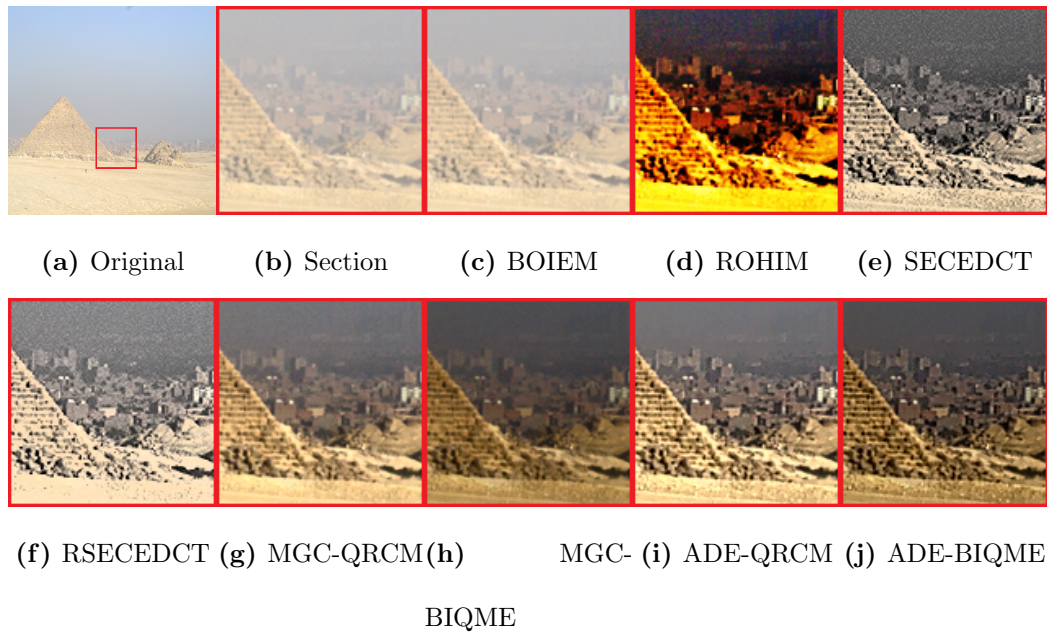 (a) Original (b) Section (c) BOIEM (d) ROHIM (e) SECEDCT
(f) RSECEDCT (g) MGC-QRCM (h) MGC- (i) ADE-QRCM (j) ADE-BIQME
BIQME